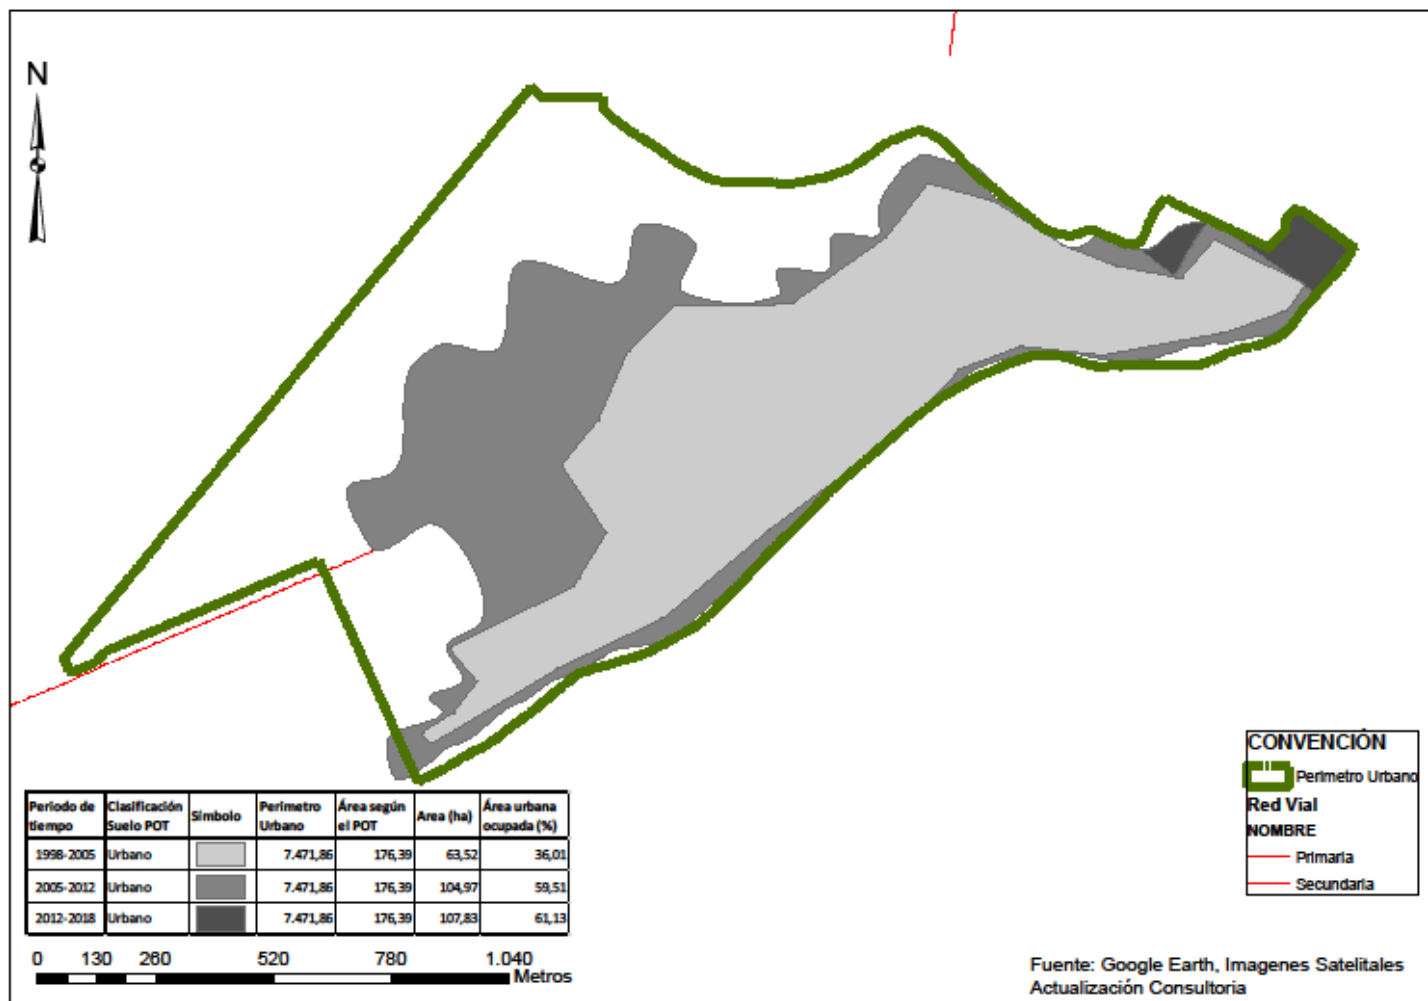 N
CONVENCIÓN
Perimetro Urbano
Red Vial
NOMBRE
Primaria
Secundaria
Periodo de tiempo Clasificación Suelo POT Símbolo Perimetro Urbano Área según el POT Area (ha) Área urbana ocupada (%)
1998-2005 Urbano 7.471,86 176,39 63,52 36,01
2005-2012 Urbano 7.471,86 176,39 104,97 59,51
2012-2018 Urbano 7.471,86 176,39 107,83 61,13
0 130 260 520 780 1.040
Metros
Fuente: Google Earth, Imagenes Satelitales
Actualización Consultoria